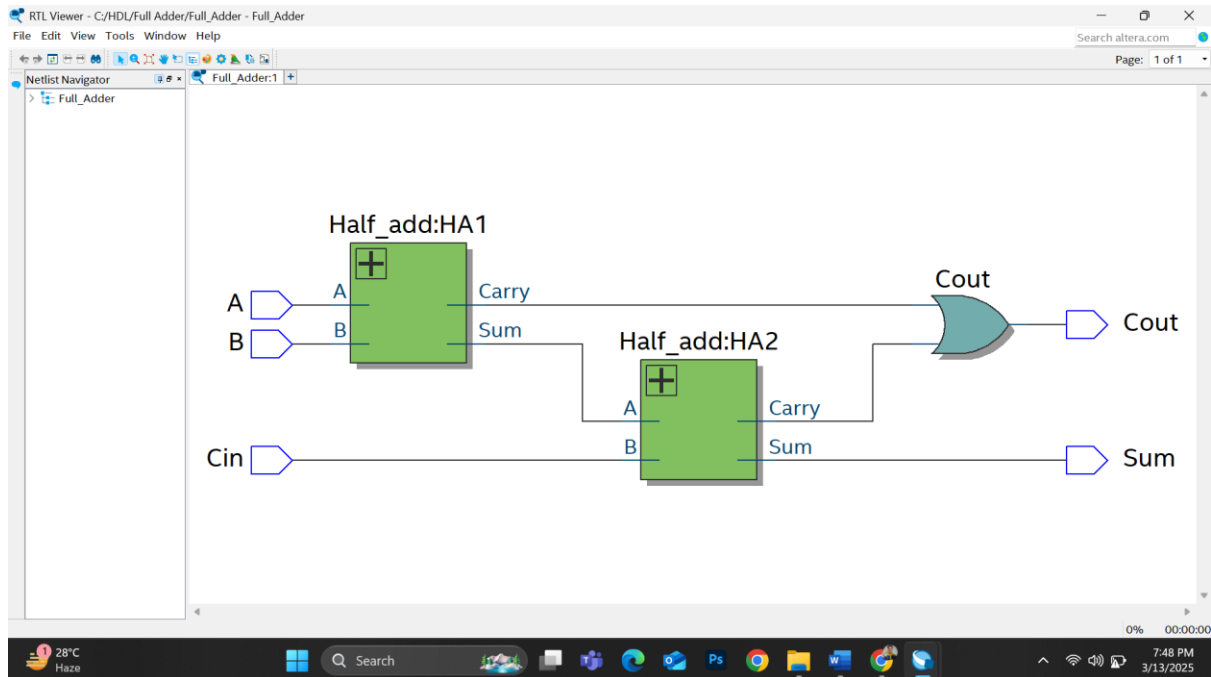 RTL Viewer - C:/HDL/Full Adder/Full_Adder - Full_Adder
File Edit View Tools Window Help
Search altera.com
Page: 1 of 1
Netlist Navigator
Full_Adder:1
Full_Adder
Half_add:HA1
A
B
A
B
Carry
Sum
Cout
Cout
Half_add:HA2
A
B
Carry
Sum
Cin
Sum
0% 00:00:00
1
28°C
Haze
Search
Ps
7:48 PM
3/13/2025